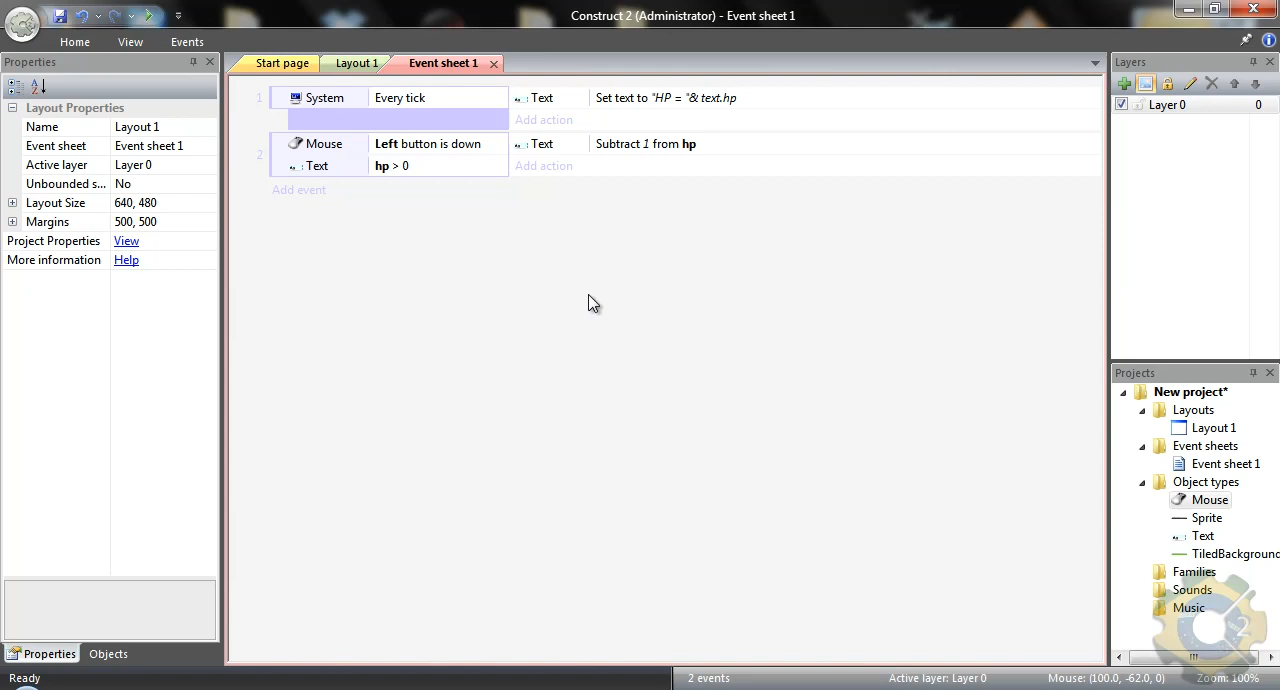 Construct 2 (Administrator) - Event sheet 1
Home View Events
Properties
Start page Layout 1 Event sheet 1
Layers
A Z
Layout Properties
Name Layout 1
Event sheet Event sheet 1
Active layer Layer 0
Unbounded s... No
Layout Size 640, 480
Margins 500, 500
Project Properties View
More information Help
1 System Every tick Text Set text to "HP = "& text.hp
Add action
2 Mouse Left button is down Text Subtract 1 from hp
Text hp > 0 Add action
Add event
Layer 0 0
Projects
New project*
Layouts
Layout 1
Event sheets
Event sheet 1
Object types
Mouse
Sprite
Text
TiledBackground
Families
Sounds
Music
2
Properties Objects
Ready 2 events Active layer: Layer 0 Mouse: (100.0, -62.0, 0) Zoom: 100%